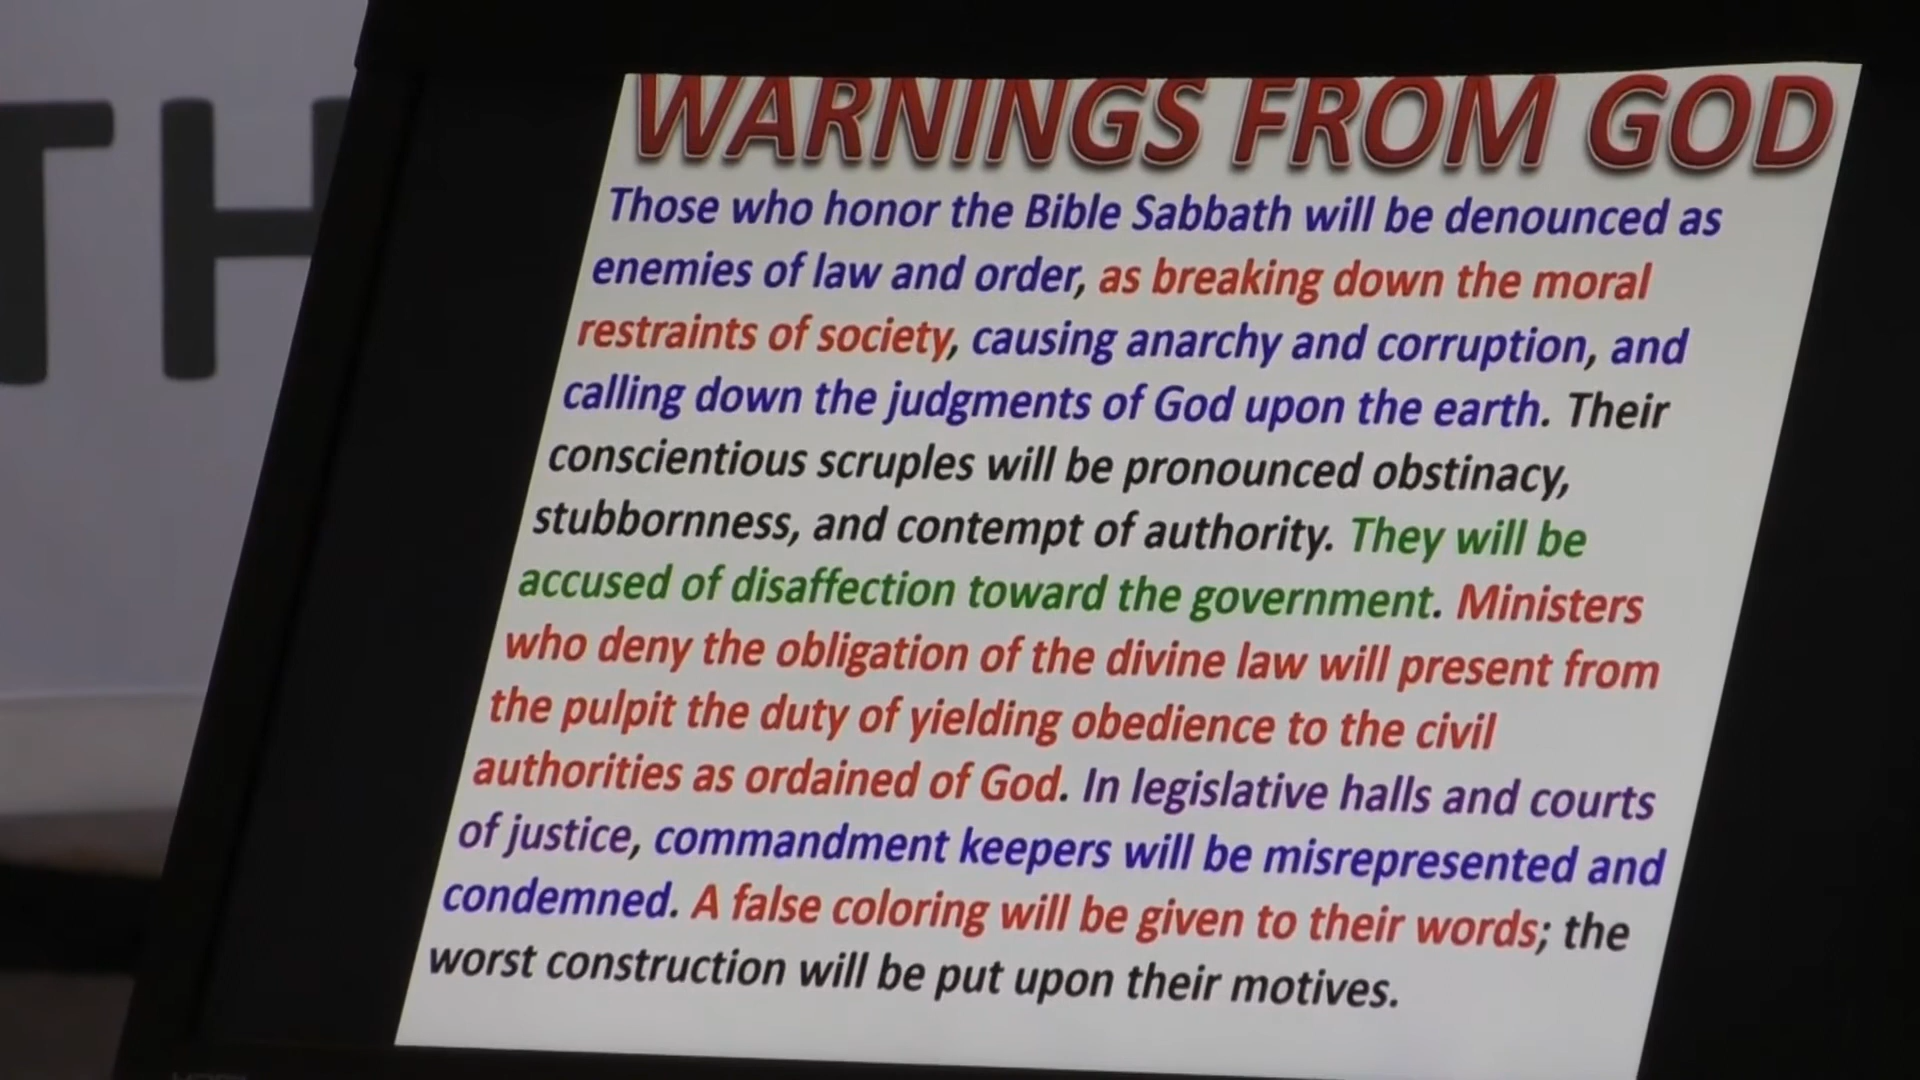 TH
WARNINGS FROM GOD
Those who honor the Bible Sabbath will be denounced as
enemies of law and order, as breaking down the moral
restraints of society, causing anarchy and corruption, and
calling down the judgments of God upon the earth. Their
conscientious scruples will be pronounced obstinacy,
stubbornness, and contempt of authority. They will be
accused of disaffection toward the government. Ministers
who deny the obligation of the divine law will present from
the pulpit the duty of yielding obedience to the civil
authorities as ordained of God. In legislative halls and courts
of justice, commandment keepers will be misrepresented and
condemned. A false coloring will be given to their words; the
worst construction will be put upon their motives.